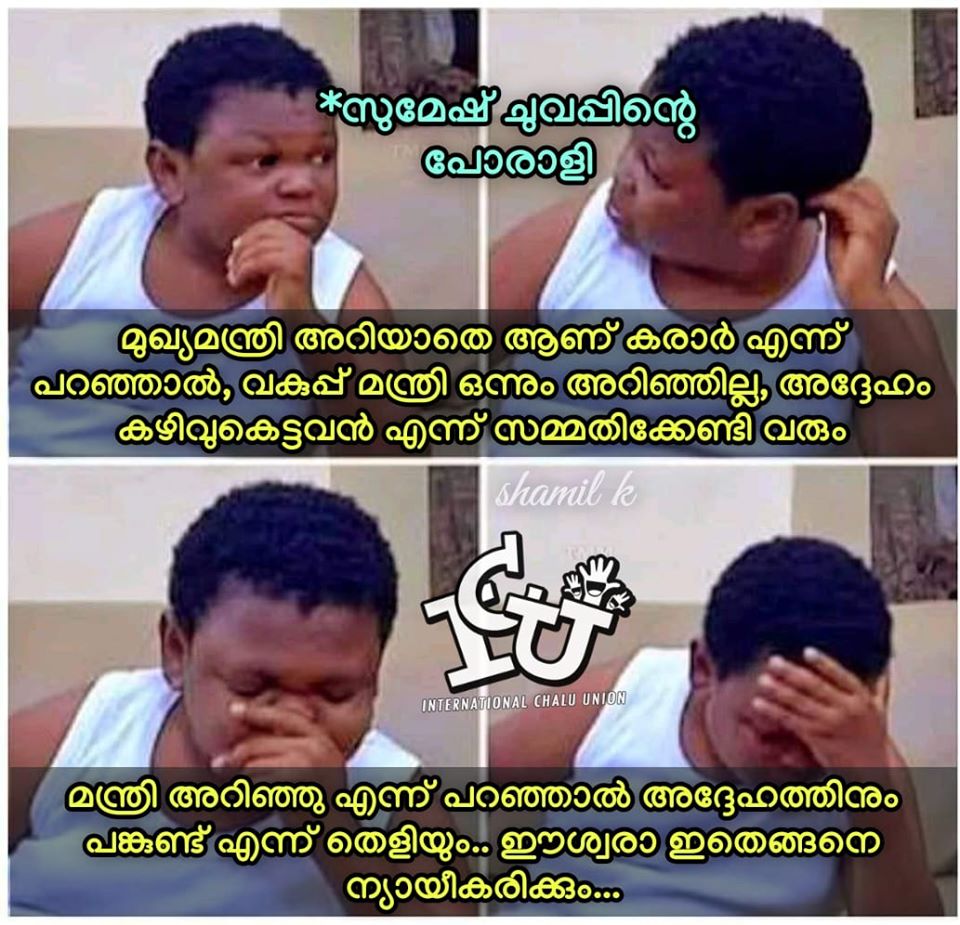 *സുമേഷ് ചുവപ്പിന്റെ
പോരാളി
മുഖ്യമന്ത്രി അറിയാതെ ആണ് കരാർ എന്ന്
പറഞ്ഞാൽ, വകുപ്പ് മന്ത്രി ഒന്നും അറിഞ്ഞില്ല, അദ്ദേഹം
കഴിവുകെട്ടവൻ എന്ന് സമ്മതിക്കേണ്ടി വരും
shamil k
ICU
INTERNATIONAL CHALU UNION
മന്ത്രി അറിഞ്ഞു എന്ന് പറഞ്ഞാൽ അദ്ദേഹത്തിനും
പങ്കുണ്ട് എന്ന് തെളിയും.. ഈശ്വരാ ഇതെങ്ങനെ
ന്യായീകരിക്കും...